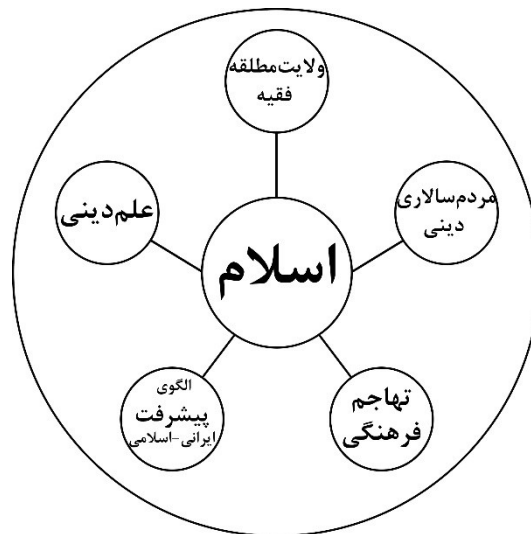 ولایت مطلقه
فقیه
مردم‌سالاری
دینی
علم دینی
اسلام
الگوی
پیشرفت
ایرانی-اسلامی
تهاجم
فرهنگی